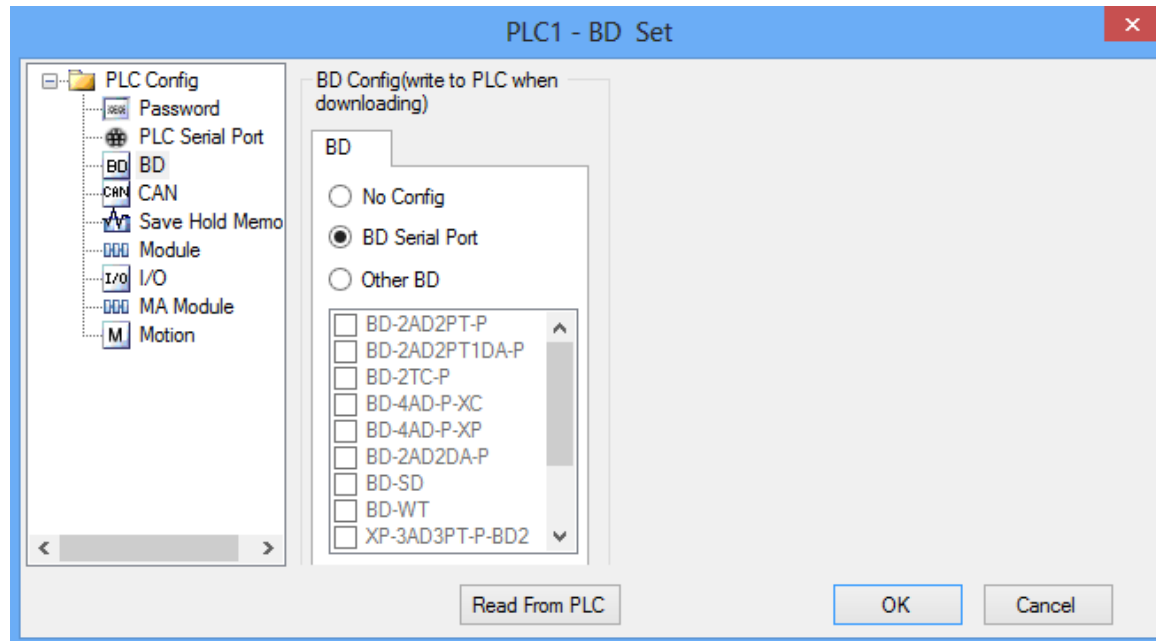 PLC1 - BD  Set
PLC Config
Password
PLC Serial Port
BD BD
CAN CAN
Save Hold Memo
Module
I/O I/O
MA Module
M Motion
BD Config(write to PLC when
downloading)
BD
No Config
BD Serial Port
Other BD
BD-2AD2PT-P
BD-2AD2PT1DA-P
BD-2TC-P
BD-4AD-P-XC
BD-4AD-P-XP
BD-2AD2DA-P
BD-SD
BD-WT
XP-3AD3PT-P-BD2
Read From PLC
OK
Cancel